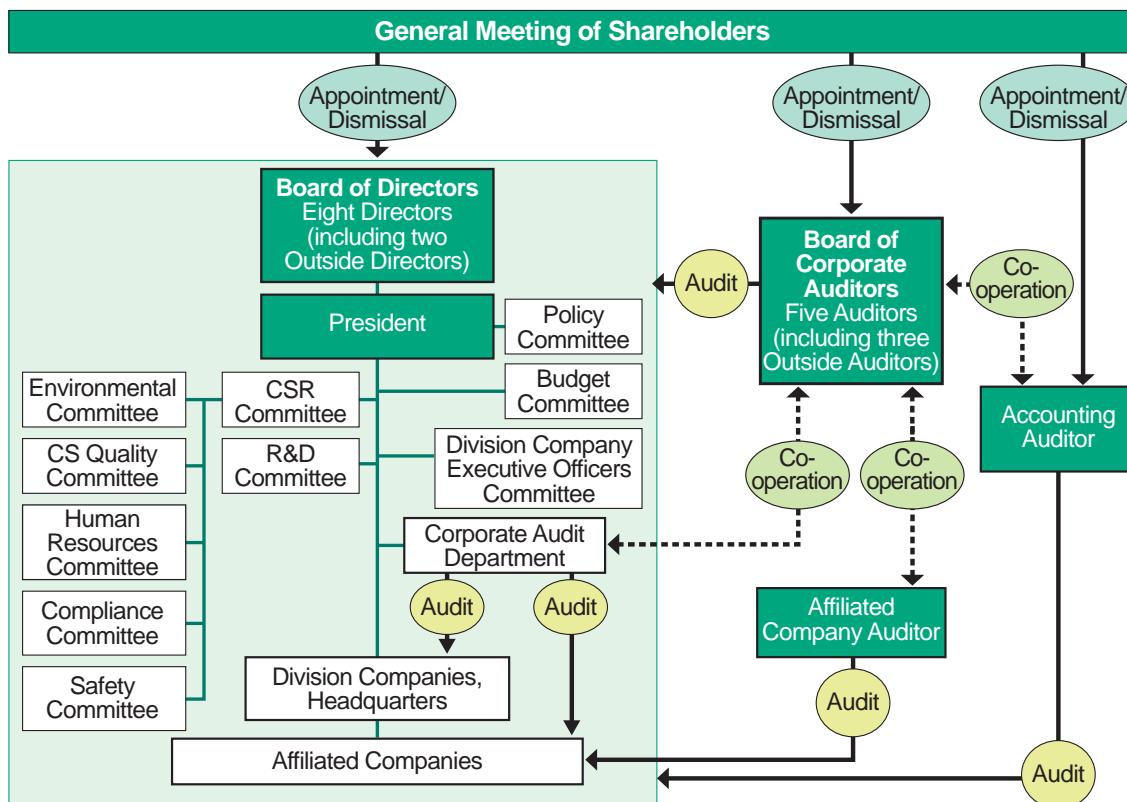 General Meeting of Shareholders
Appointment/
Dismissal
Appointment/
Dismissal
Appointment/
Dismissal
Board of Directors
Eight Directors
(including two
Outside Directors)
President
Policy
Committee
Environmental
Committee
CSR
Committee
Budget
Committee
CS Quality
Committee
R&D
Committee
Division Company
Executive Officers
Committee
Human
Resources
Committee
Corporate Audit
Department
Compliance
Committee
Audit
Audit
Safety
Committee
Division Companies,
Headquarters
Affiliated Companies
Audit
Board of
Corporate
Auditors
Five Auditors
(including three
Outside Auditors)
Co-
operation
Accounting
Auditor
Co-
operation
Co-
operation
Affiliated
Company Auditor
Audit
Audit